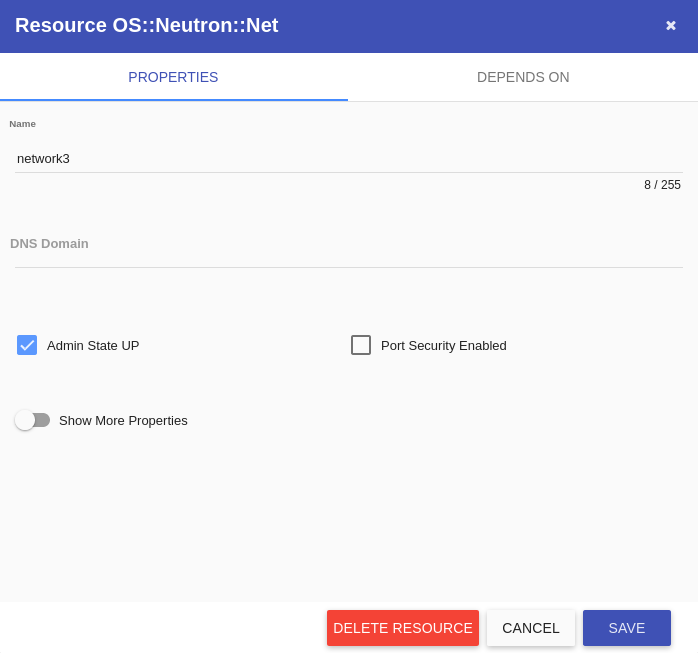 Resource OS::Neutron::Net
PROPERTIES DEPENDS ON
Name
network3
8 / 255
DNS Domain
Admin State UP Port Security Enabled
Show More Properties
DELETE RESOURCE CANCEL SAVE